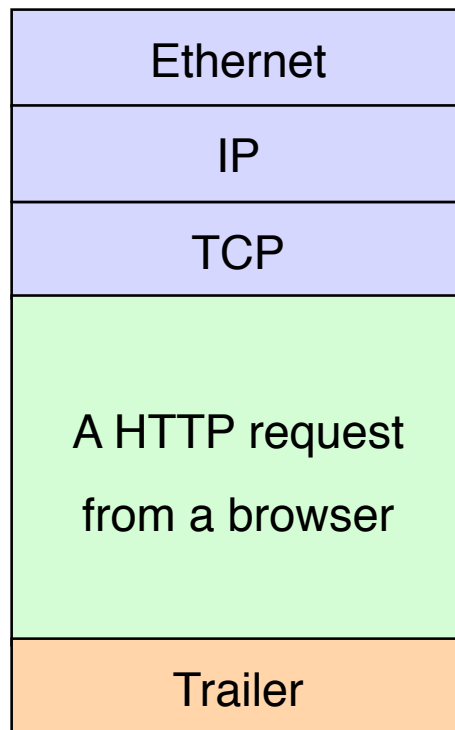 Ethernet
IP
TCP
A HTTP request
from a browser
Trailer